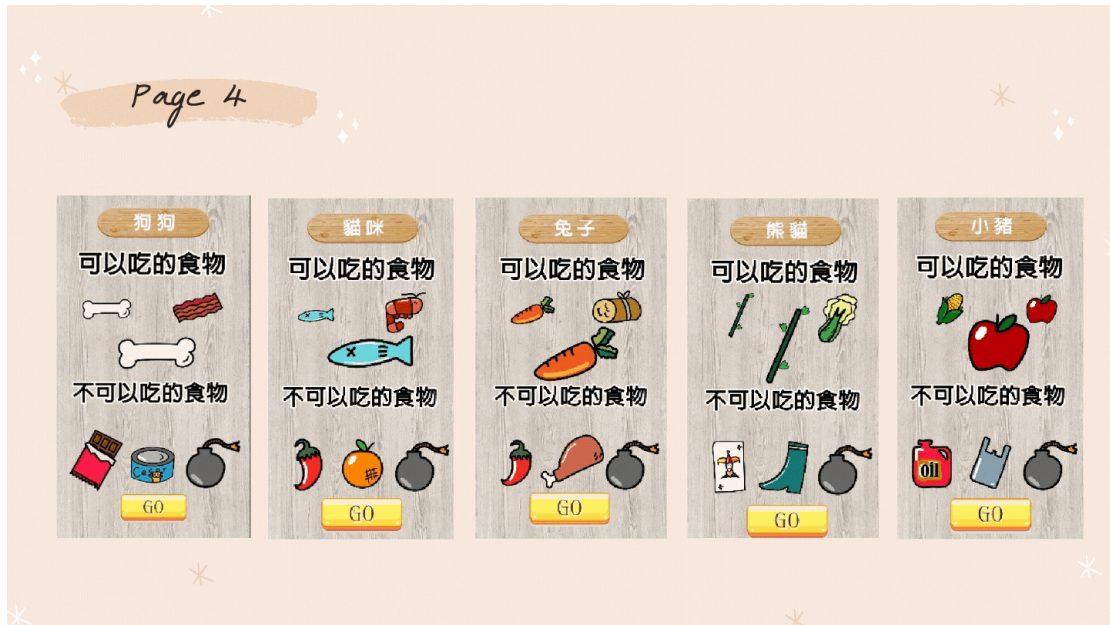 Page 4
狗狗
可以吃的食物
不可以吃的食物
GO
貓咪
可以吃的食物
不可以吃的食物
GO
兔子
可以吃的食物
不可以吃的食物
GO
熊貓
可以吃的食物
不可以吃的食物
GO
小豬
可以吃的食物
不可以吃的食物
oil
GO